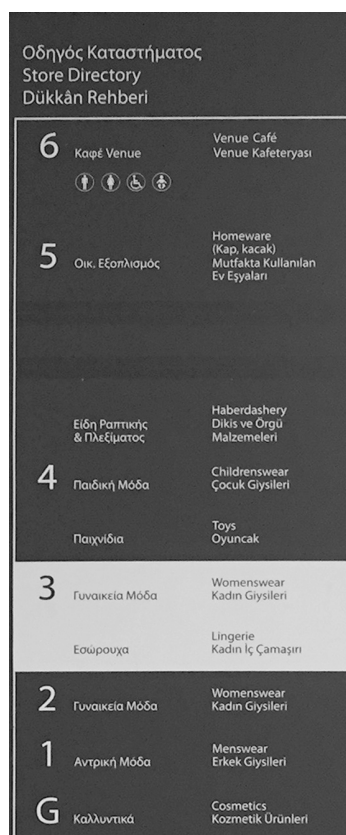 Οδηγός Καταστήματος
Store Directory
Dükkân Rehberi
6 Καφέ Venue
Venue Café
Venue Kafeteryası
5 Οικ. Εξοπλισμός
Homeware
(Kap, kacak)
Mutfakta Kullanılan
Ev Eşyaları
Είδη Ραπτικής
& Πλεξίματος
Haberdashery
Dikis ve Örgü
Malzemeleri
4 Παιδική Μόδα
Childrenswear
Çocuk Giysileri
Παιχνίδια
Toys
Oyuncak
3 Γυναικεία Μόδα
Womenswear
Kadın Giysileri
Εσώρουχα
Lingerie
Kadın İç Çamaşırı
2 Γυναικεία Μόδα
Womenswear
Kadın Giysileri
1 Αντρική Μόδα
Menswear
Erkek Giysileri
G Καλλυντικά
Cosmetics
Kozmetik Ürünleri